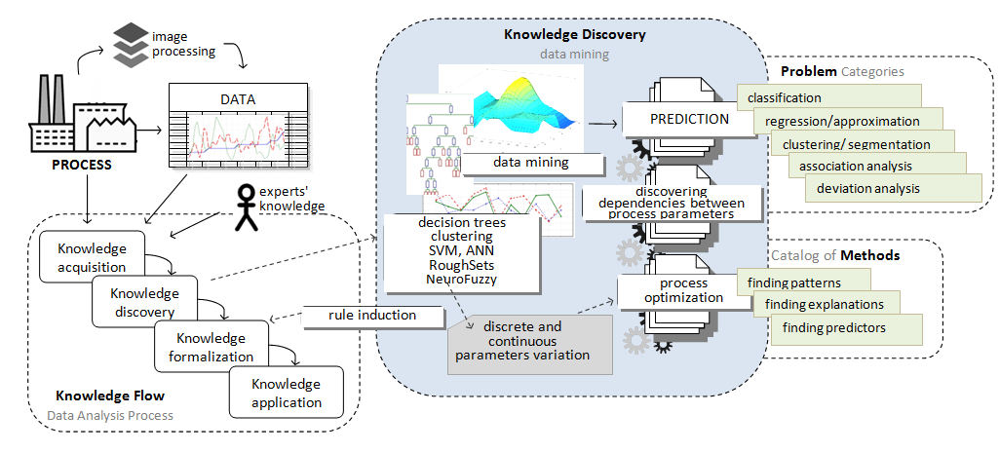 image
processing
DATA
PROCESS
experts'
knowledge
Knowledge
acquisition
Knowledge
discovery
Knowledge
formalization
Knowledge
application
Knowledge Flow
Data Analysis Process
rule induction
Knowledge Discovery
data mining
data mining
decision trees
clustering
SVM, ANN
RoughSets
NeuroFuzzy
discrete and
continuous
parameters variation
PREDICTION
discovering
dependencies between
process parameters
process
optimization
Problem Categories
classification
regression/approximation
clustering/ segmentation
association analysis
deviation analysis
Catalog of Methods
finding patterns
finding explanations
finding predictors